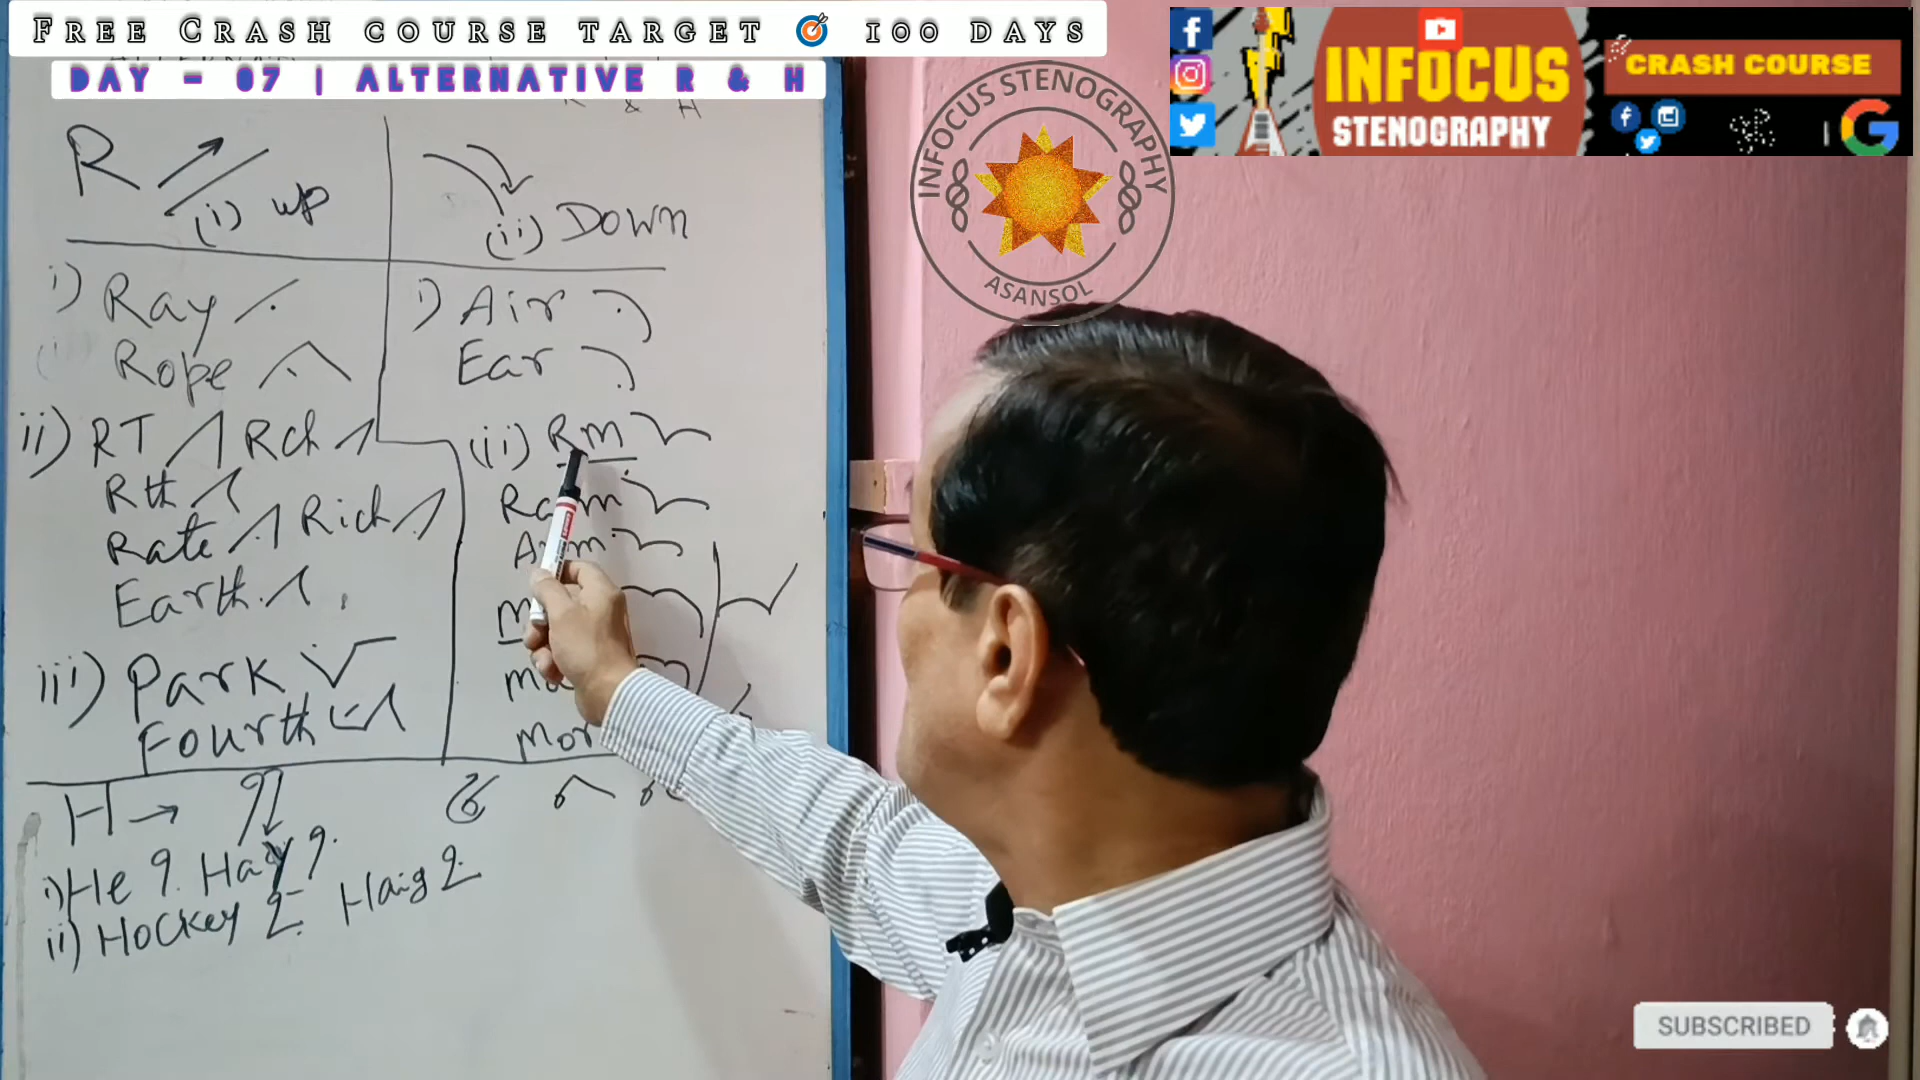 FREE CRASH COURSE TARGET 🎯 100 DAYS
DAY - 07 | ALTERNATIVE R & H
INFOCUS
STENOGRAPHY
CRASH COURSE
INFOCUS STENOGRAPHY
ASANSOL
R & H
R (i) up
(ii) Down
i) Ray
Rope
ii) RT Rch
Rth
Rate Rich
Earth
iii) Park
Fourth
i) Air
Ear
(ii) Rm
H →
i) He Hay
ii) Hockey Haig
SUBSCRIBED